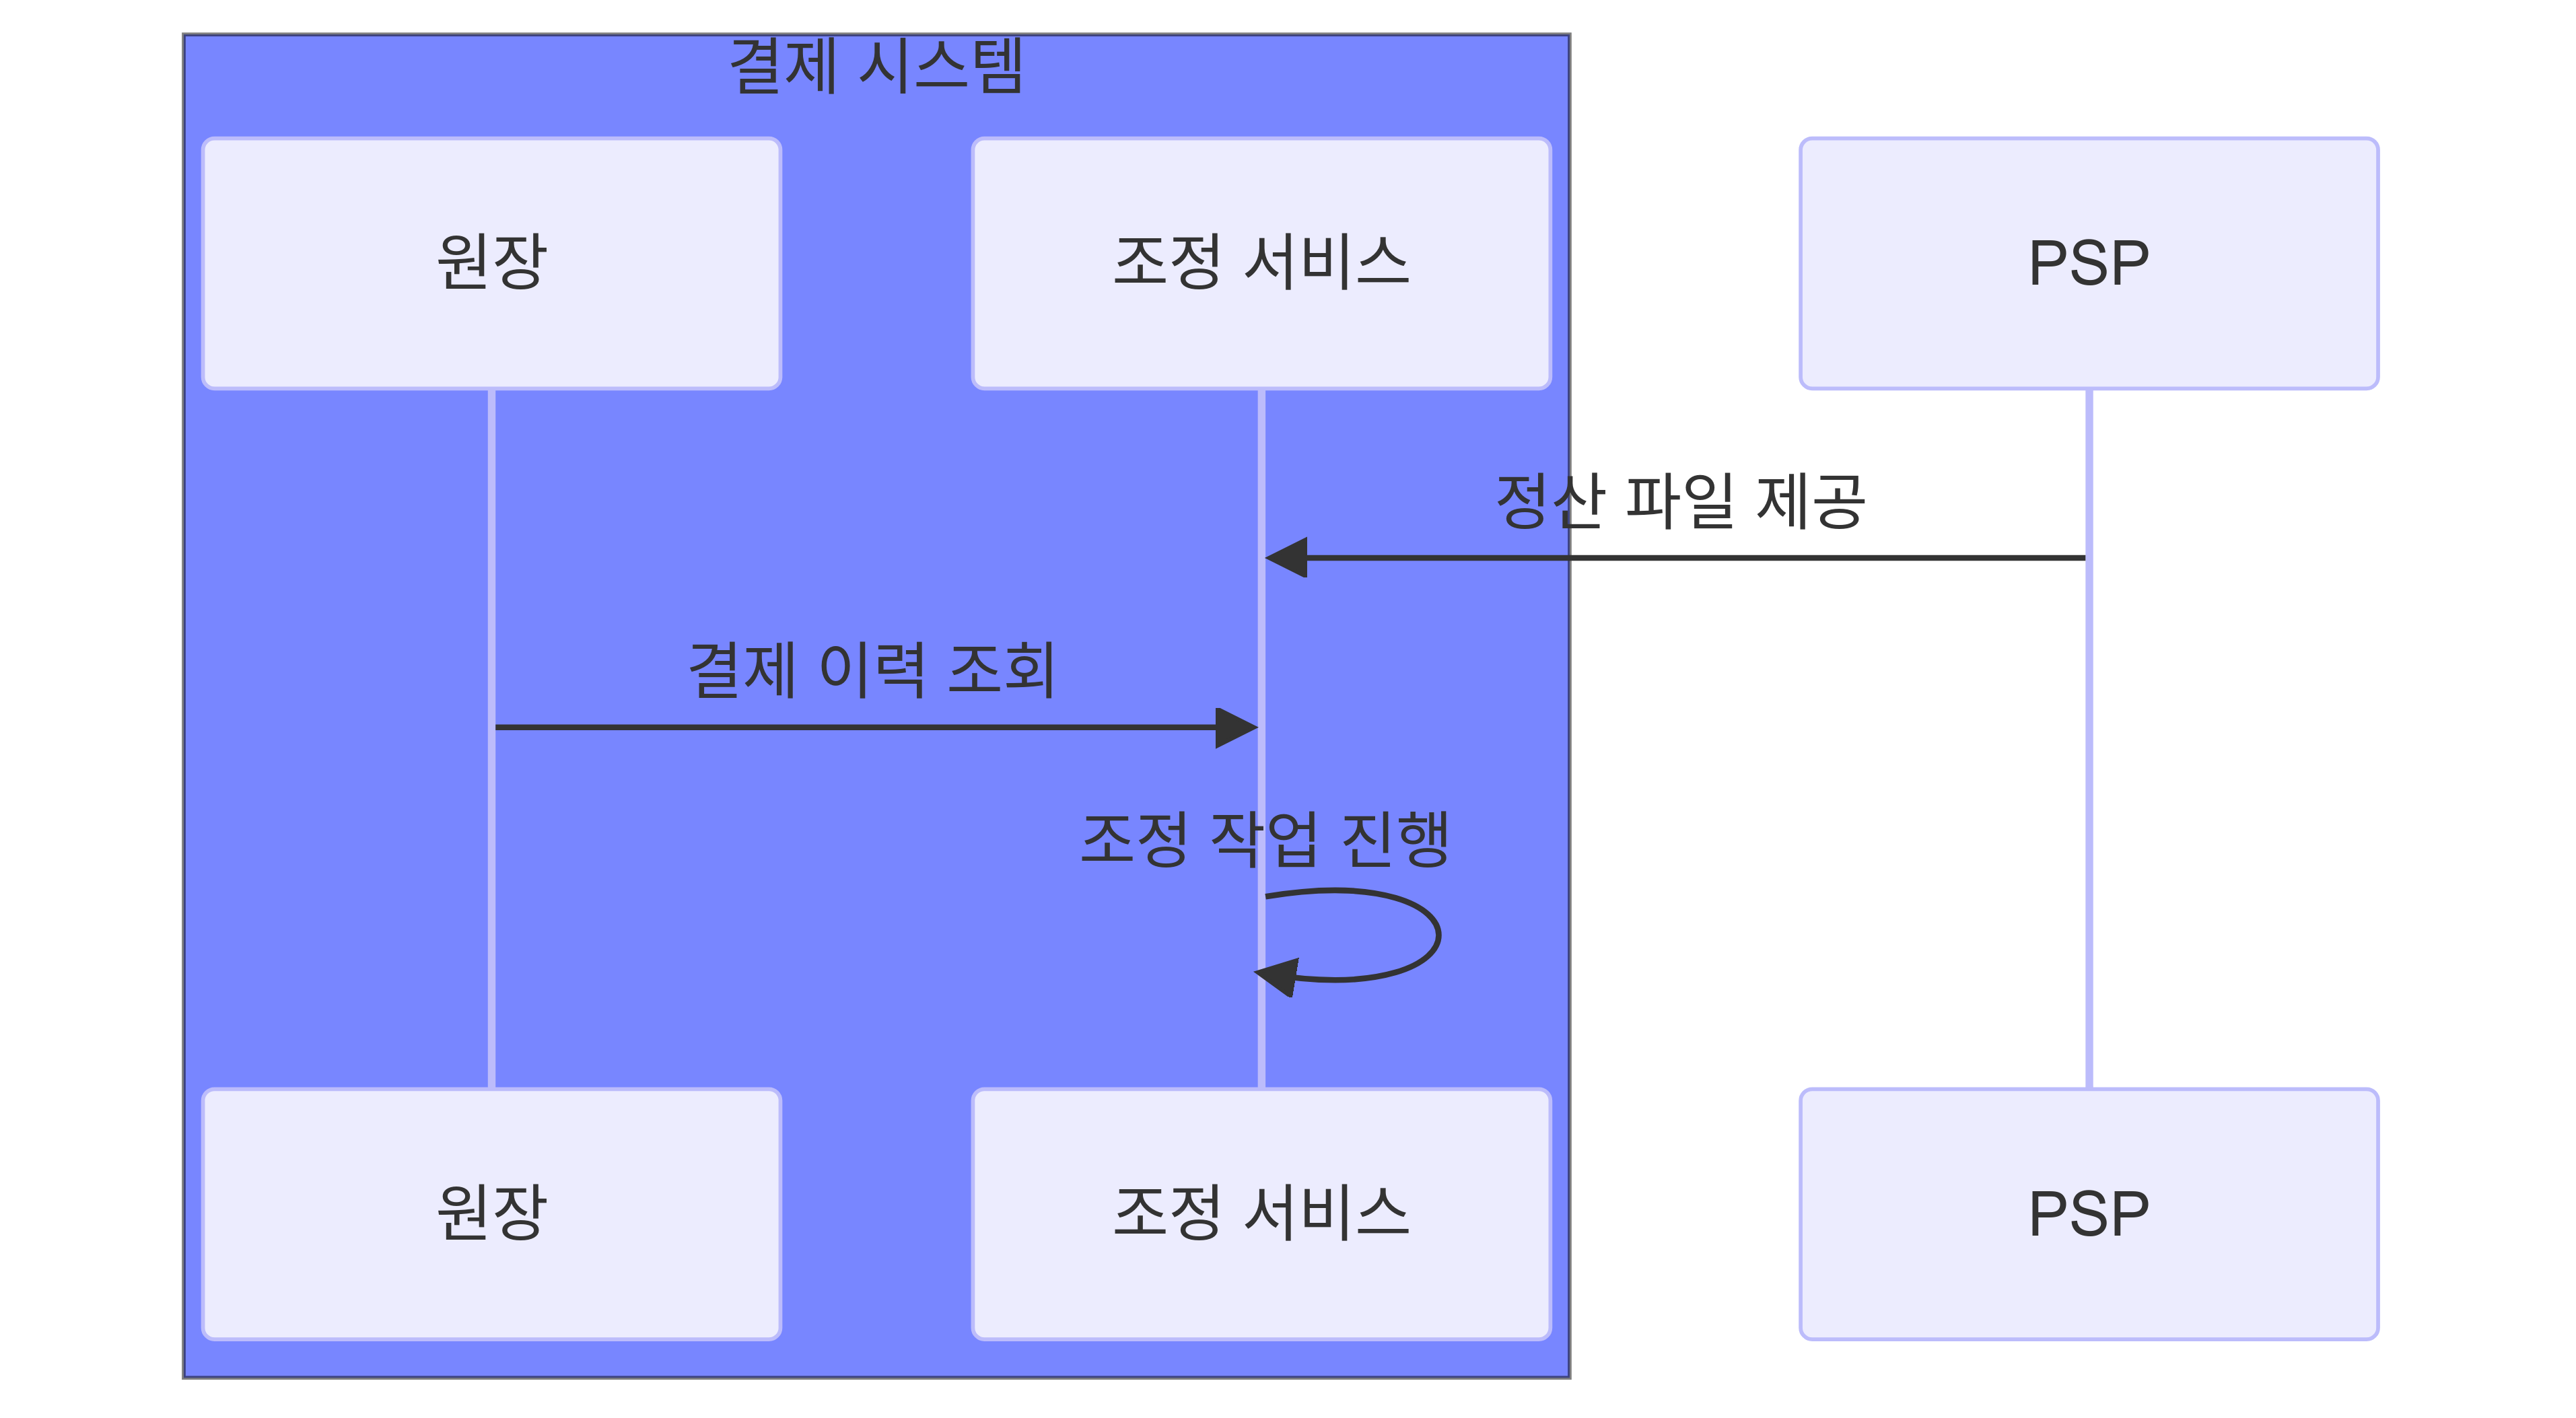 결제 시스템
원장
조정 서비스
PSP
정산 파일 제공
결제 이력 조회
조정 작업 진행
원장
조정 서비스
PSP